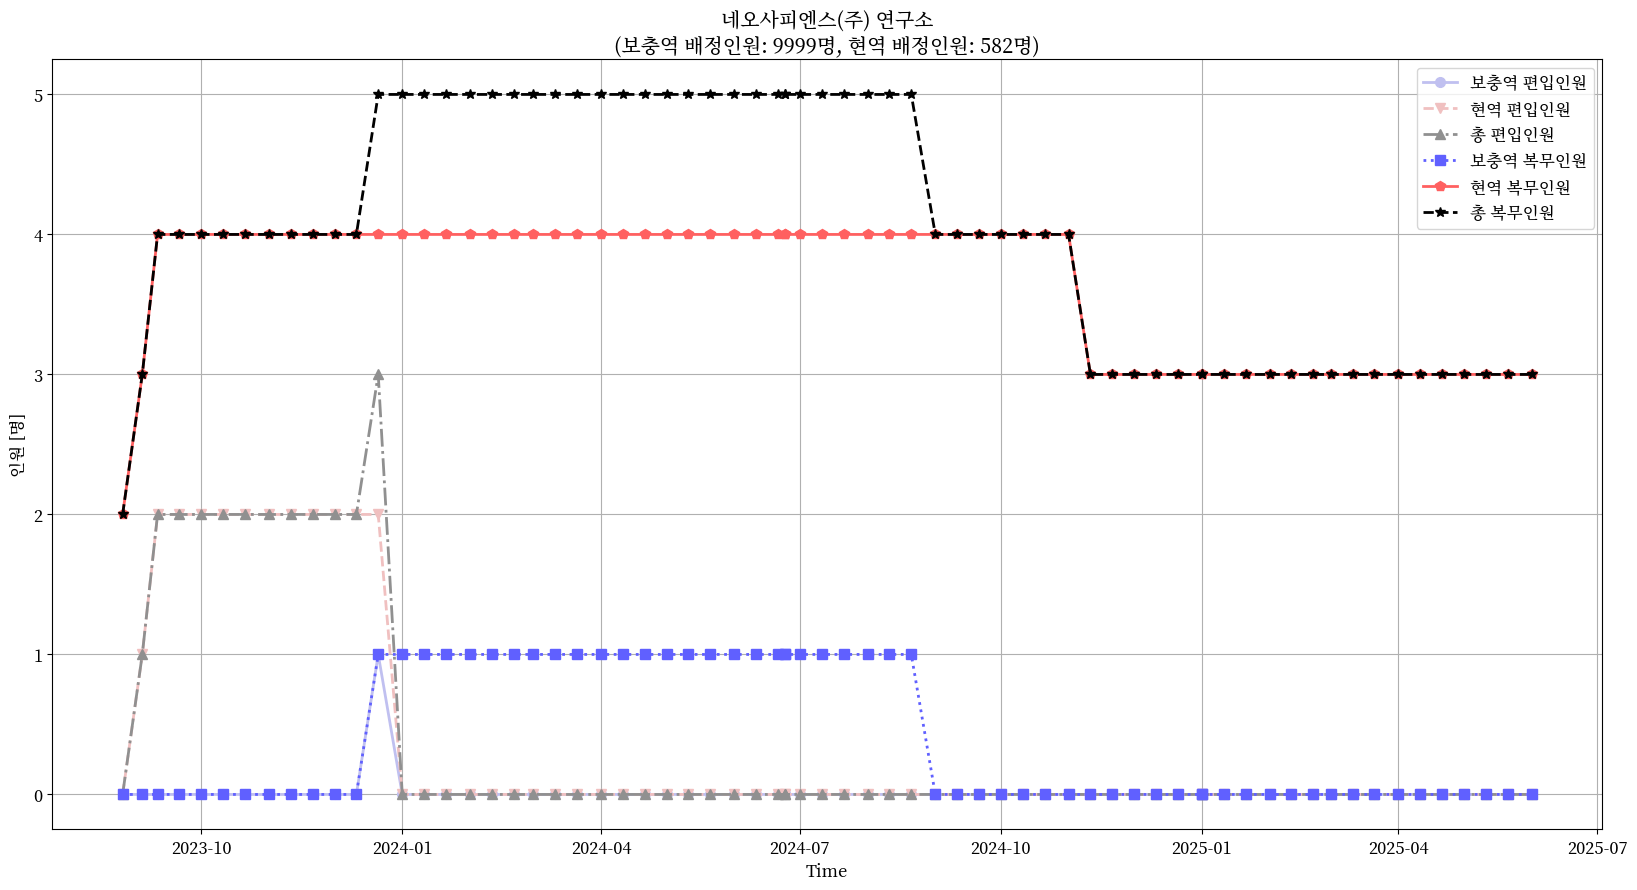 네오사피엔스(주) 연구소
(보충역 배정인원: 9999명, 현역 배정인원: 582명)
보충역 편입인원
현역 편입인원
총 편입인원
보충역 복무인원
현역 복무인원
총 복무인원
인원 [명]
5
4
3
2
1
0
2023-10
2024-01
2024-04
2024-07
2024-10
2025-01
2025-04
2025-07
Time